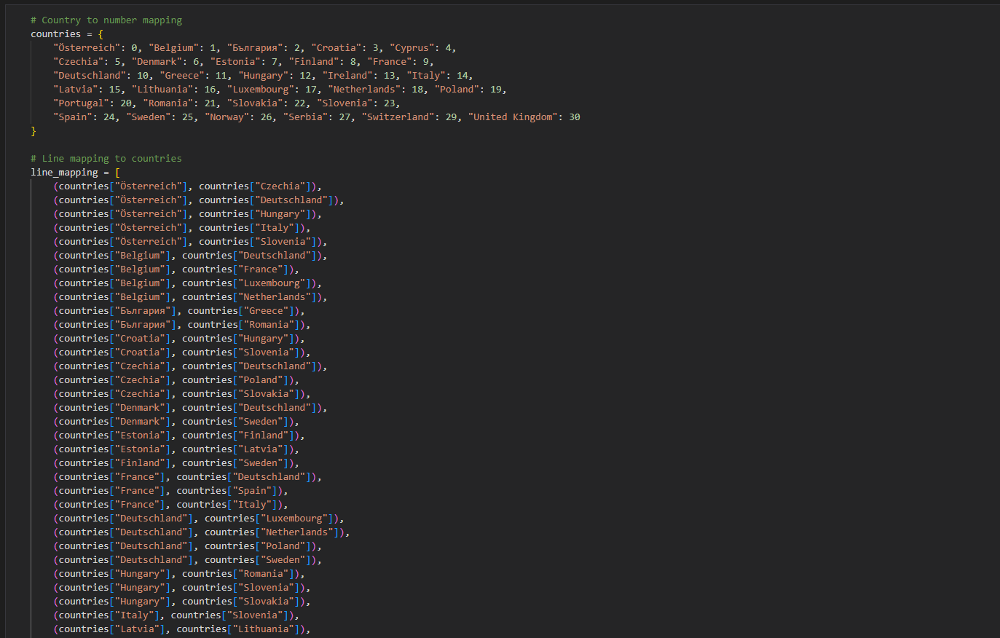 # Country to number mapping
countries = {
"Österreich": 0, "Belgium": 1, "България": 2, "Croatia": 3, "Cyprus": 4,
"Czechia": 5, "Denmark": 6, "Estonia": 7, "Finland": 8, "France": 9,
"Deutschland": 10, "Greece": 11, "Hungary": 12, "Ireland": 13, "Italy": 14,
"Latvia": 15, "Lithuania": 16, "Luxembourg": 17, "Netherlands": 18, "Poland": 19,
"Portugal": 20, "Romania": 21, "Slovakia": 22, "Slovenia": 23,
"Spain": 24, "Sweden": 25, "Norway": 26, "Serbia": 27, "Switzerland": 29, "United Kingdom": 30
}
# Line mapping to countries
line_mapping = [
(countries["Österreich"], countries["Czechia"]),
(countries["Österreich"], countries["Deutschland"]),
(countries["Österreich"], countries["Hungary"]),
(countries["Österreich"], countries["Italy"]),
(countries["Österreich"], countries["Slovenia"]),
(countries["Belgium"], countries["Deutschland"]),
(countries["Belgium"], countries["France"]),
(countries["Belgium"], countries["Luxembourg"]),
(countries["Belgium"], countries["Netherlands"]),
(countries["България"], countries["Greece"]),
(countries["България"], countries["Romania"]),
(countries["Croatia"], countries["Hungary"]),
(countries["Croatia"], countries["Slovenia"]),
(countries["Czechia"], countries["Deutschland"]),
(countries["Czechia"], countries["Poland"]),
(countries["Czechia"], countries["Slovakia"]),
(countries["Denmark"], countries["Deutschland"]),
(countries["Denmark"], countries["Sweden"]),
(countries["Estonia"], countries["Finland"]),
(countries["Estonia"], countries["Latvia"]),
(countries["Finland"], countries["Sweden"]),
(countries["France"], countries["Deutschland"]),
(countries["France"], countries["Spain"]),
(countries["France"], countries["Italy"]),
(countries["Deutschland"], countries["Luxembourg"]),
(countries["Deutschland"], countries["Netherlands"]),
(countries["Deutschland"], countries["Poland"]),
(countries["Deutschland"], countries["Sweden"]),
(countries["Hungary"], countries["Romania"]),
(countries["Hungary"], countries["Slovenia"]),
(countries["Hungary"], countries["Slovakia"]),
(countries["Italy"], countries["Slovenia"]),
(countries["Latvia"], countries["Lithuania"]),